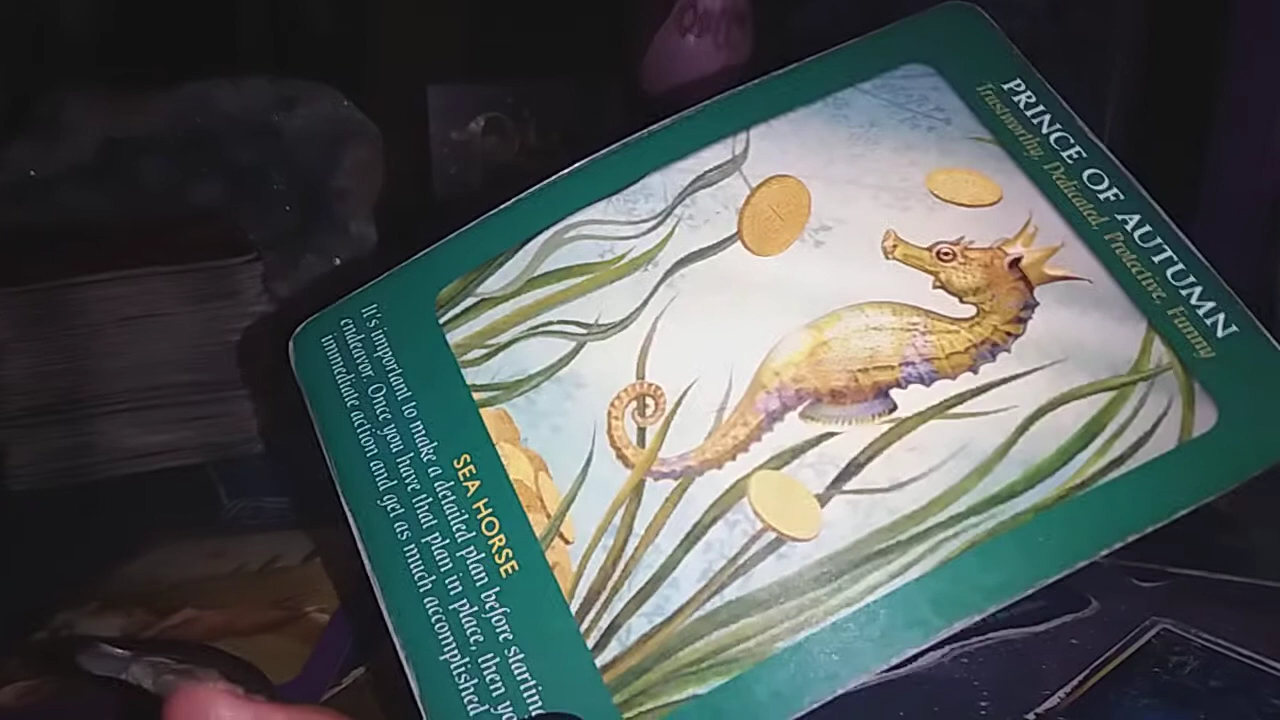 PRINCE OF AUTUMN
Trustworthy, Dedicated, Protective, Funny
SEA HORSE
It's important to make a detailed plan before starting
endeavor. Once you have that plan in place, then
immediate action and get as much accomplished